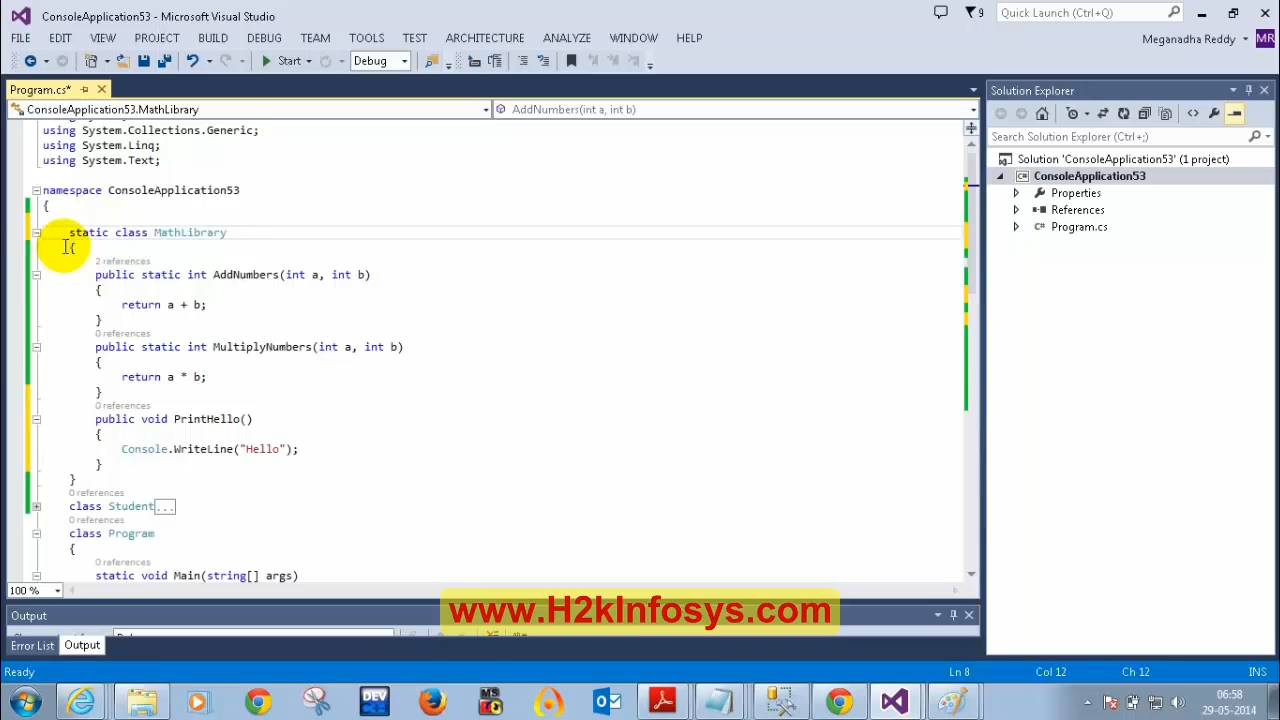 ConsoleApplication53 - Microsoft Visual Studio
9
Quick Launch (Ctrl+Q)
FILE EDIT VIEW PROJECT BUILD DEBUG TEAM TOOLS TEST ARCHITECTURE ANALYZE WINDOW HELP
Meganadha Reddy MR
Start Debug
Program.cs*
ConsoleApplication53.MathLibrary
AddNumbers(int a, int b)
using System.Collections.Generic;
using System.Linq;
using System.Text;
namespace ConsoleApplication53
{
static class MathLibrary
{
2 references
public static int AddNumbers(int a, int b)
{
return a + b;
}
0 references
public static int MultiplyNumbers(int a, int b)
{
return a * b;
}
0 references
public void PrintHello()
{
Console.WriteLine("Hello");
}
}
0 references
class Student...
0 references
class Program
{
0 references
static void Main(string[] args)
100 %
Solution Explorer
Search Solution Explorer (Ctrl+;)
Solution 'ConsoleApplication53' (1 project)
ConsoleApplication53
Properties
References
Program.cs
Output
www.H2kInfosys.com
Error List Output
Ready
Ln 8 Col 12 Ch 12 INS
DEV
MS
06:58
29-05-2014